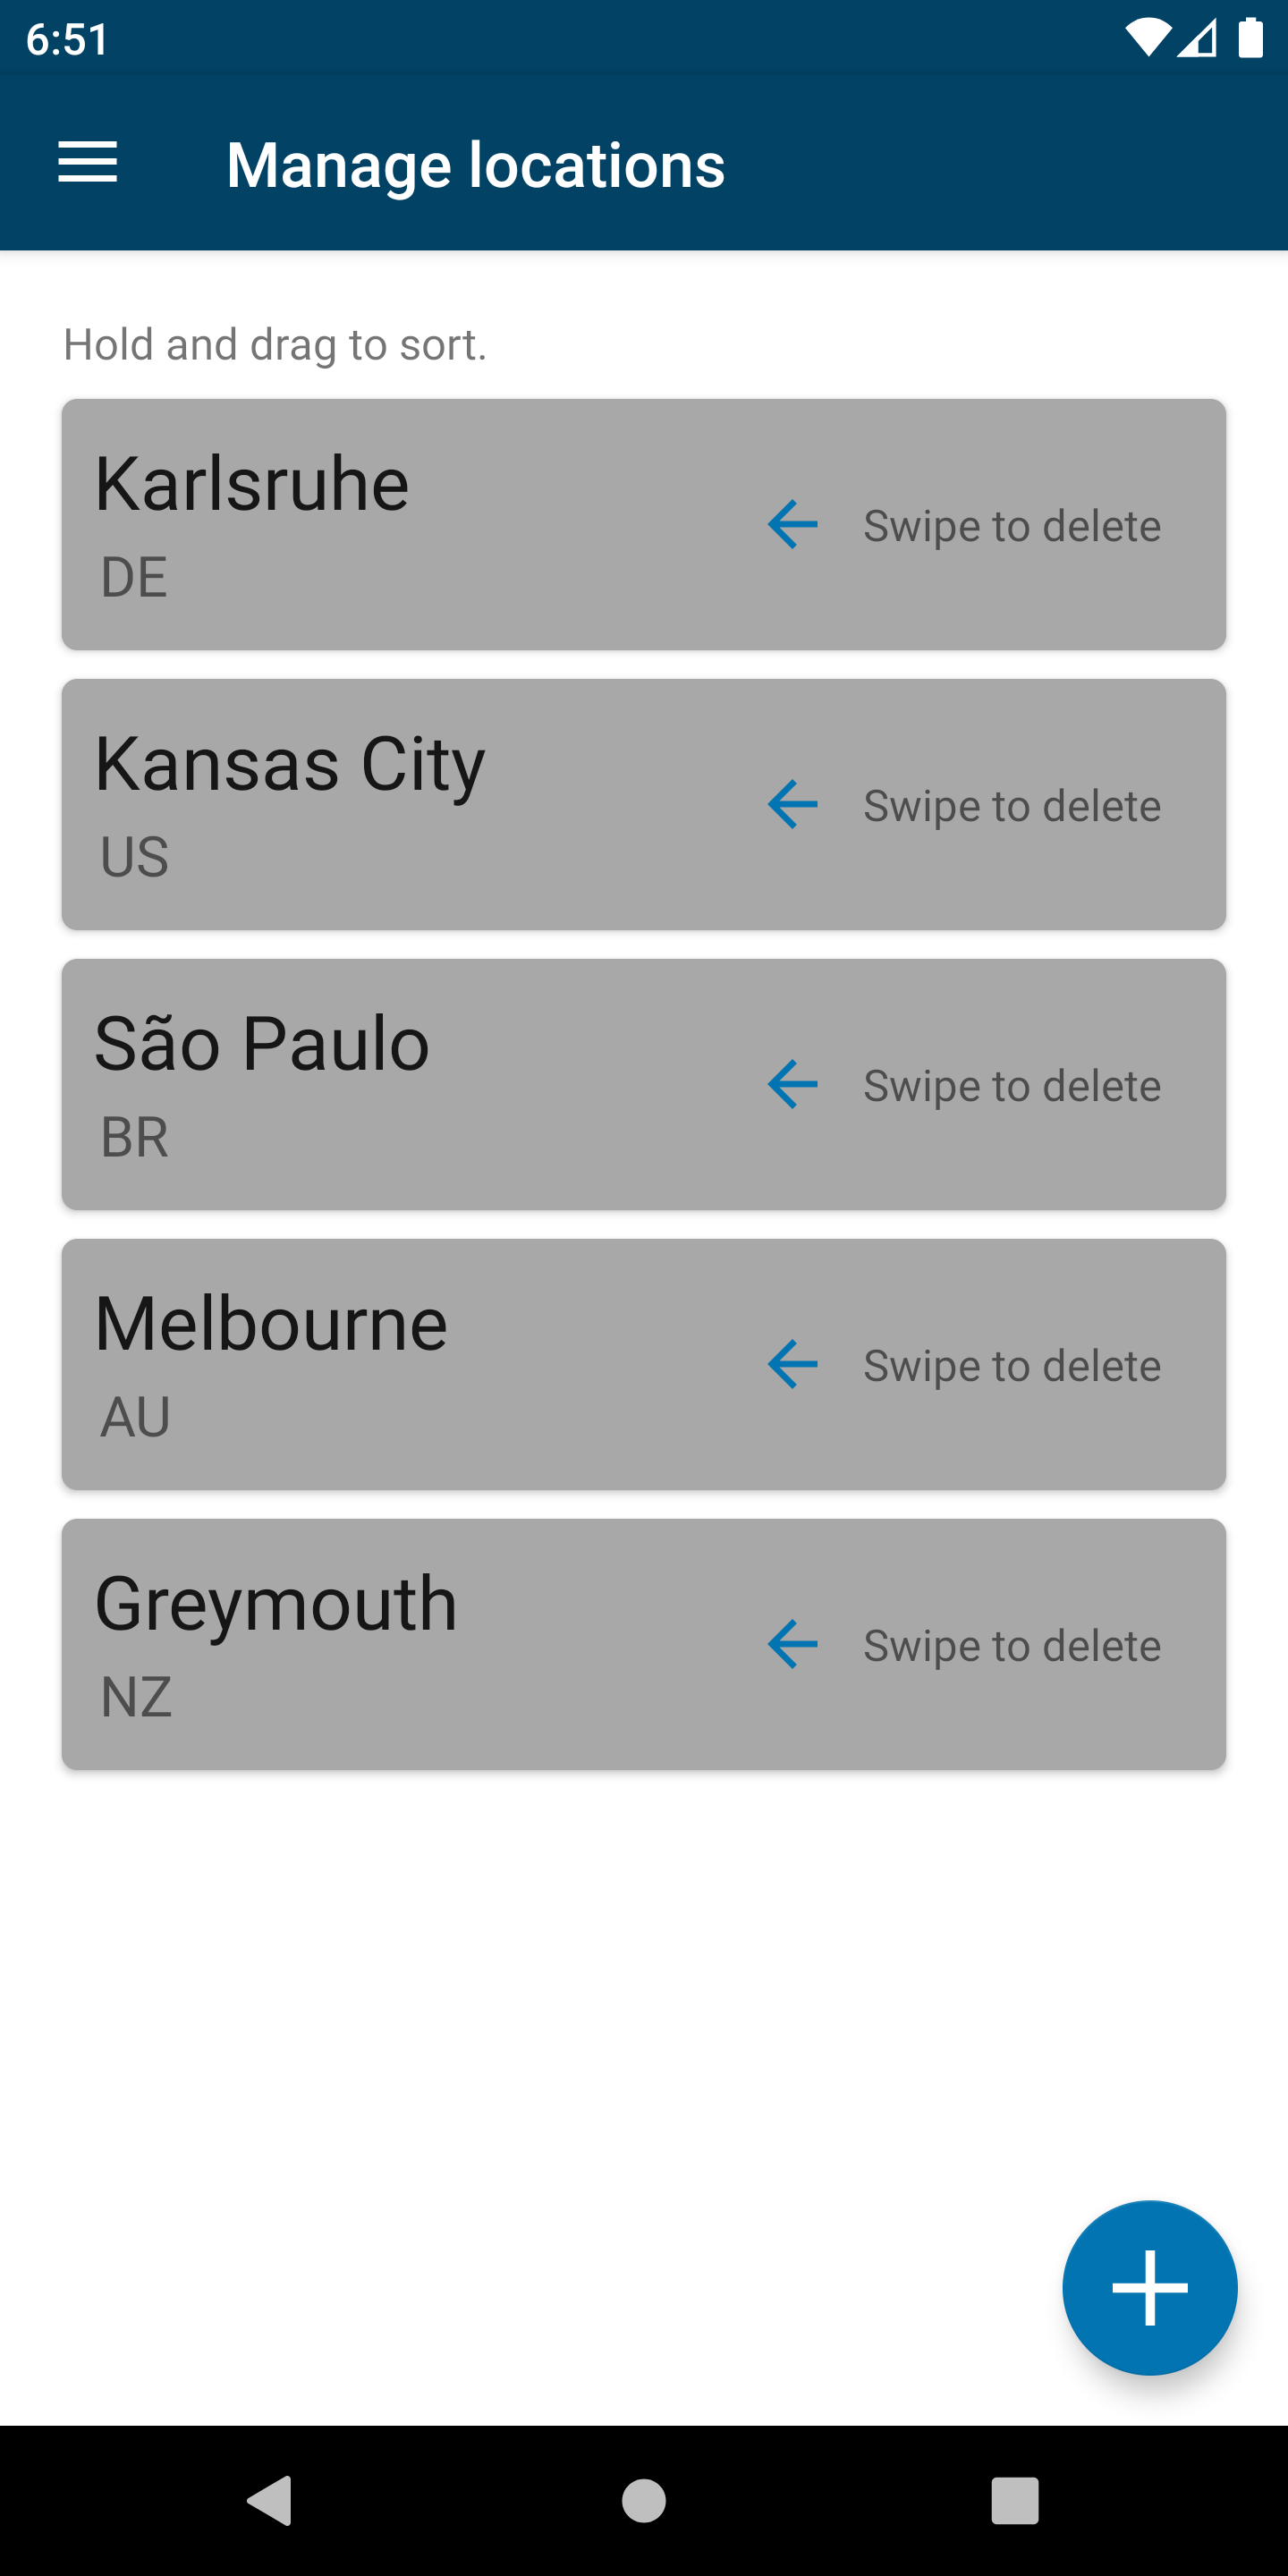 6:51
Manage locations
Hold and drag to sort.
Karlsruhe
DE
Swipe to delete
Kansas City
US
Swipe to delete
São Paulo
BR
Swipe to delete
Melbourne
AU
Swipe to delete
Greymouth
NZ
Swipe to delete